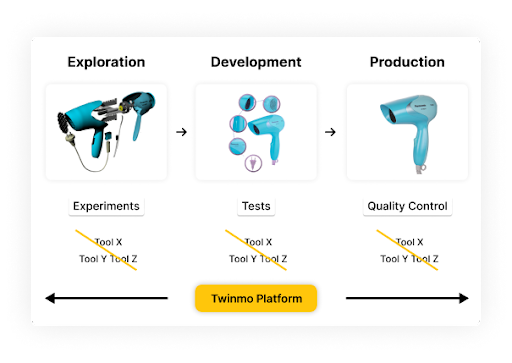 Exploration
Development
Production
Experiments
Tests
Quality Control
Tool X
Tool Y Tool Z
Tool X
Tool Y Tool Z
Tool X
Tool Y Tool Z
Twinmo Platform